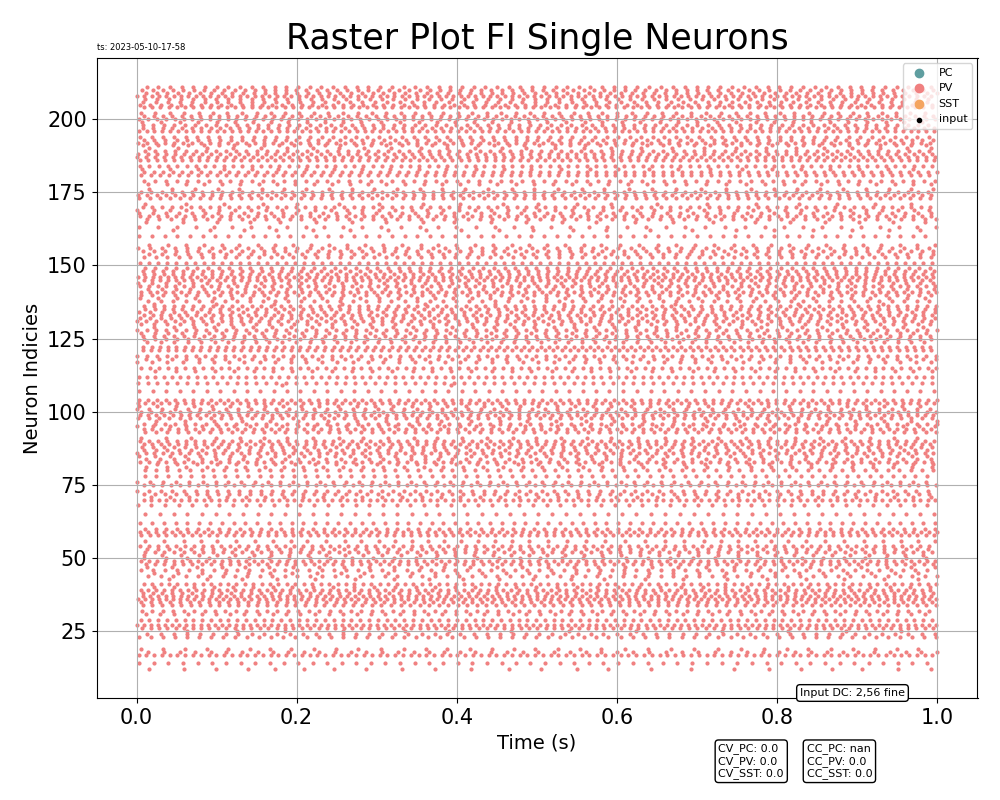 Raster Plot FI Single Neurons
ts: 2023-05-10-17-58
PC
PV
SST
input
200
175
150
125
100
75
50
25
Neuron Indicies
Input DC: 2,56 fine
0.0 0.2 0.4 0.6 0.8 1.0
Time (s)
CV_PC: 0.0
CV_PV: 0.0
CV_SST: 0.0
CC_PC: nan
CC_PV: 0.0
CC_SST: 0.0